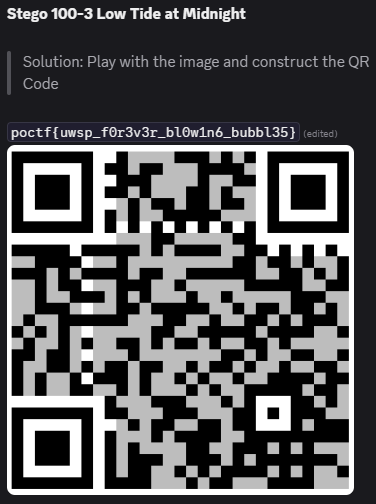 Stego 100-3 Low Tide at Midnight
Solution: Play with the image and construct the QR
Code
poctf{uwsp_f0r3v3r_bl0w1n6_bubbl35} (edited)